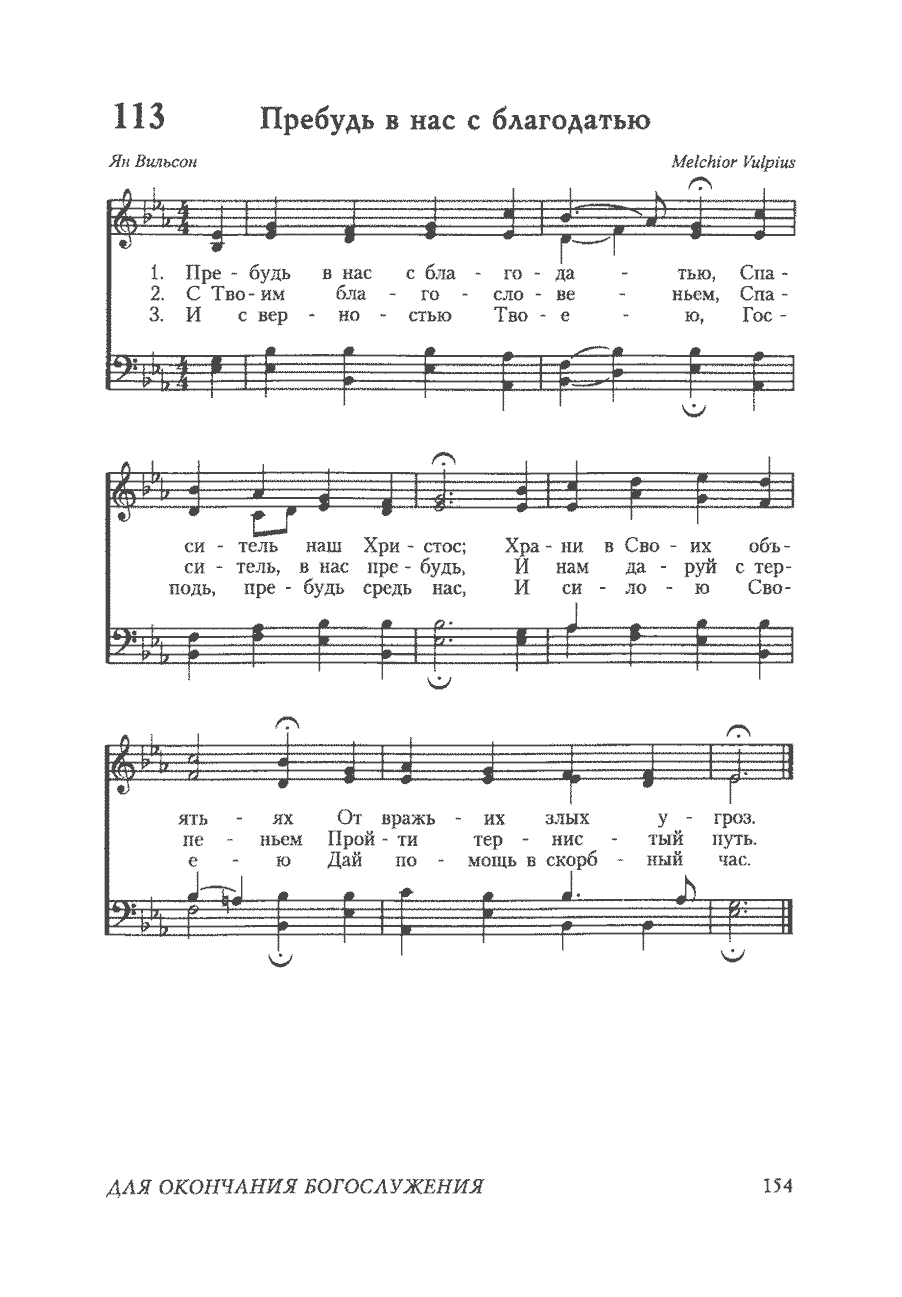 113 Пребудь в нас с благодатью
Ян Вильсон Melchior Vulpius
1. Пре - будь в нас с бла - го - да - тью, Спа -
2. С Тво - им бла - го - сло - ве - ньем, Спа -
3. И с вер - но - стью Тво - е - ю, Гос -
си - тель наш Хри - стос; Хра - ни в Сво - их объ -
си - тель, в нас пре - будь, И нам да - руй с тер -
подь, пре - будь средь нас, И си - ло - ю Сво -
ять - ях От вражь - их злых у - гроз.
пе - ньем Прой - ти тер - нис - тый путь.
е - ю Дай по - мощь в скорб - ный час.
ДЛЯ ОКОНЧАНИЯ БОГОСЛУЖЕНИЯ 154